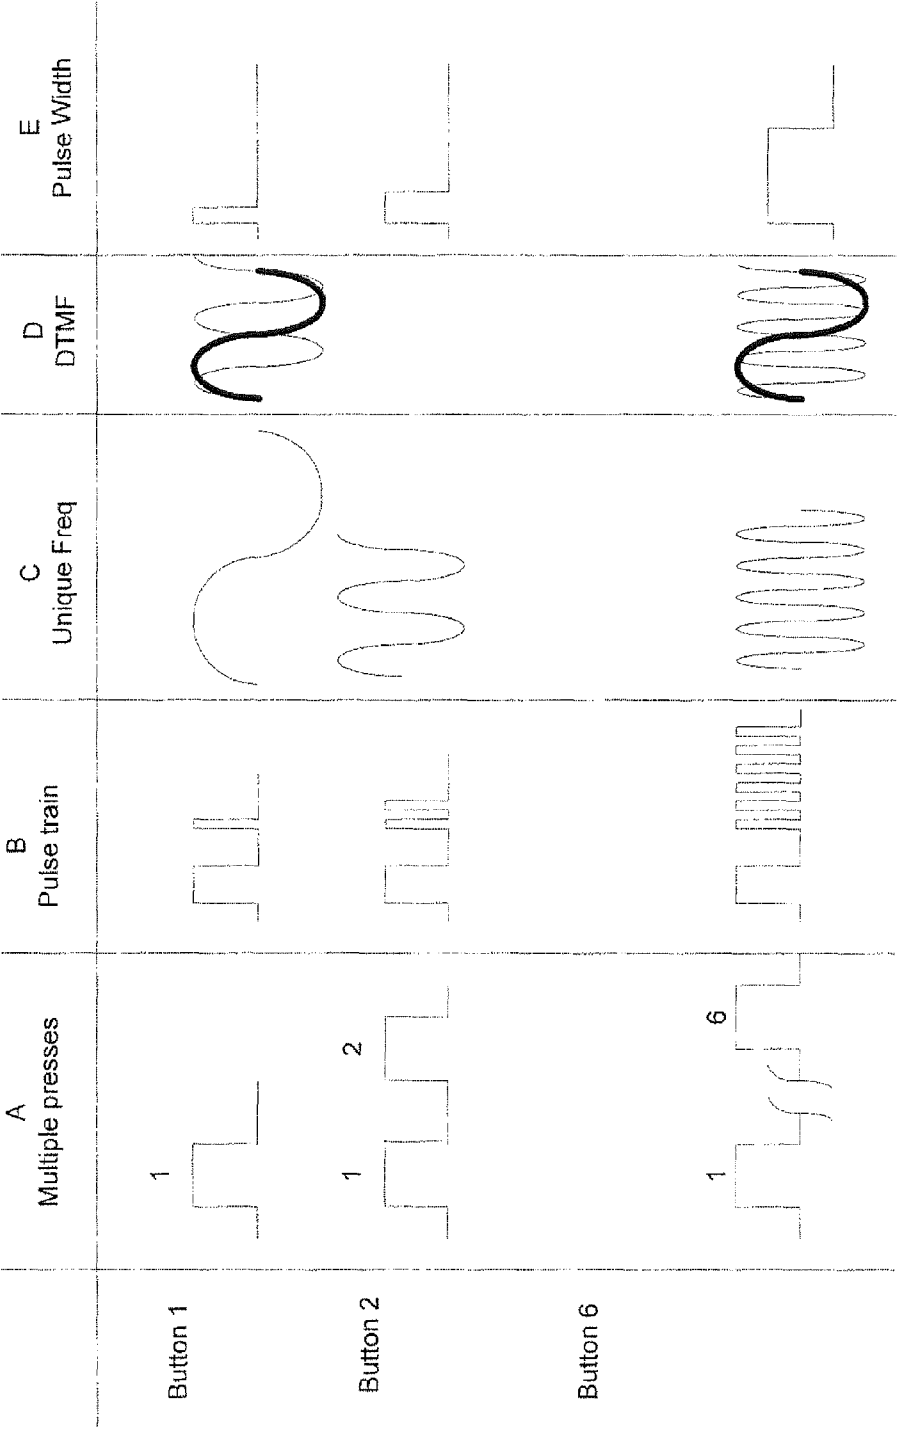 A
Multiple presses
B
Pulse train
C
Unique Freq
D
DTMF
E
Pulse Width
Button 1
1
Button 2
1
2
Button 6
1
6